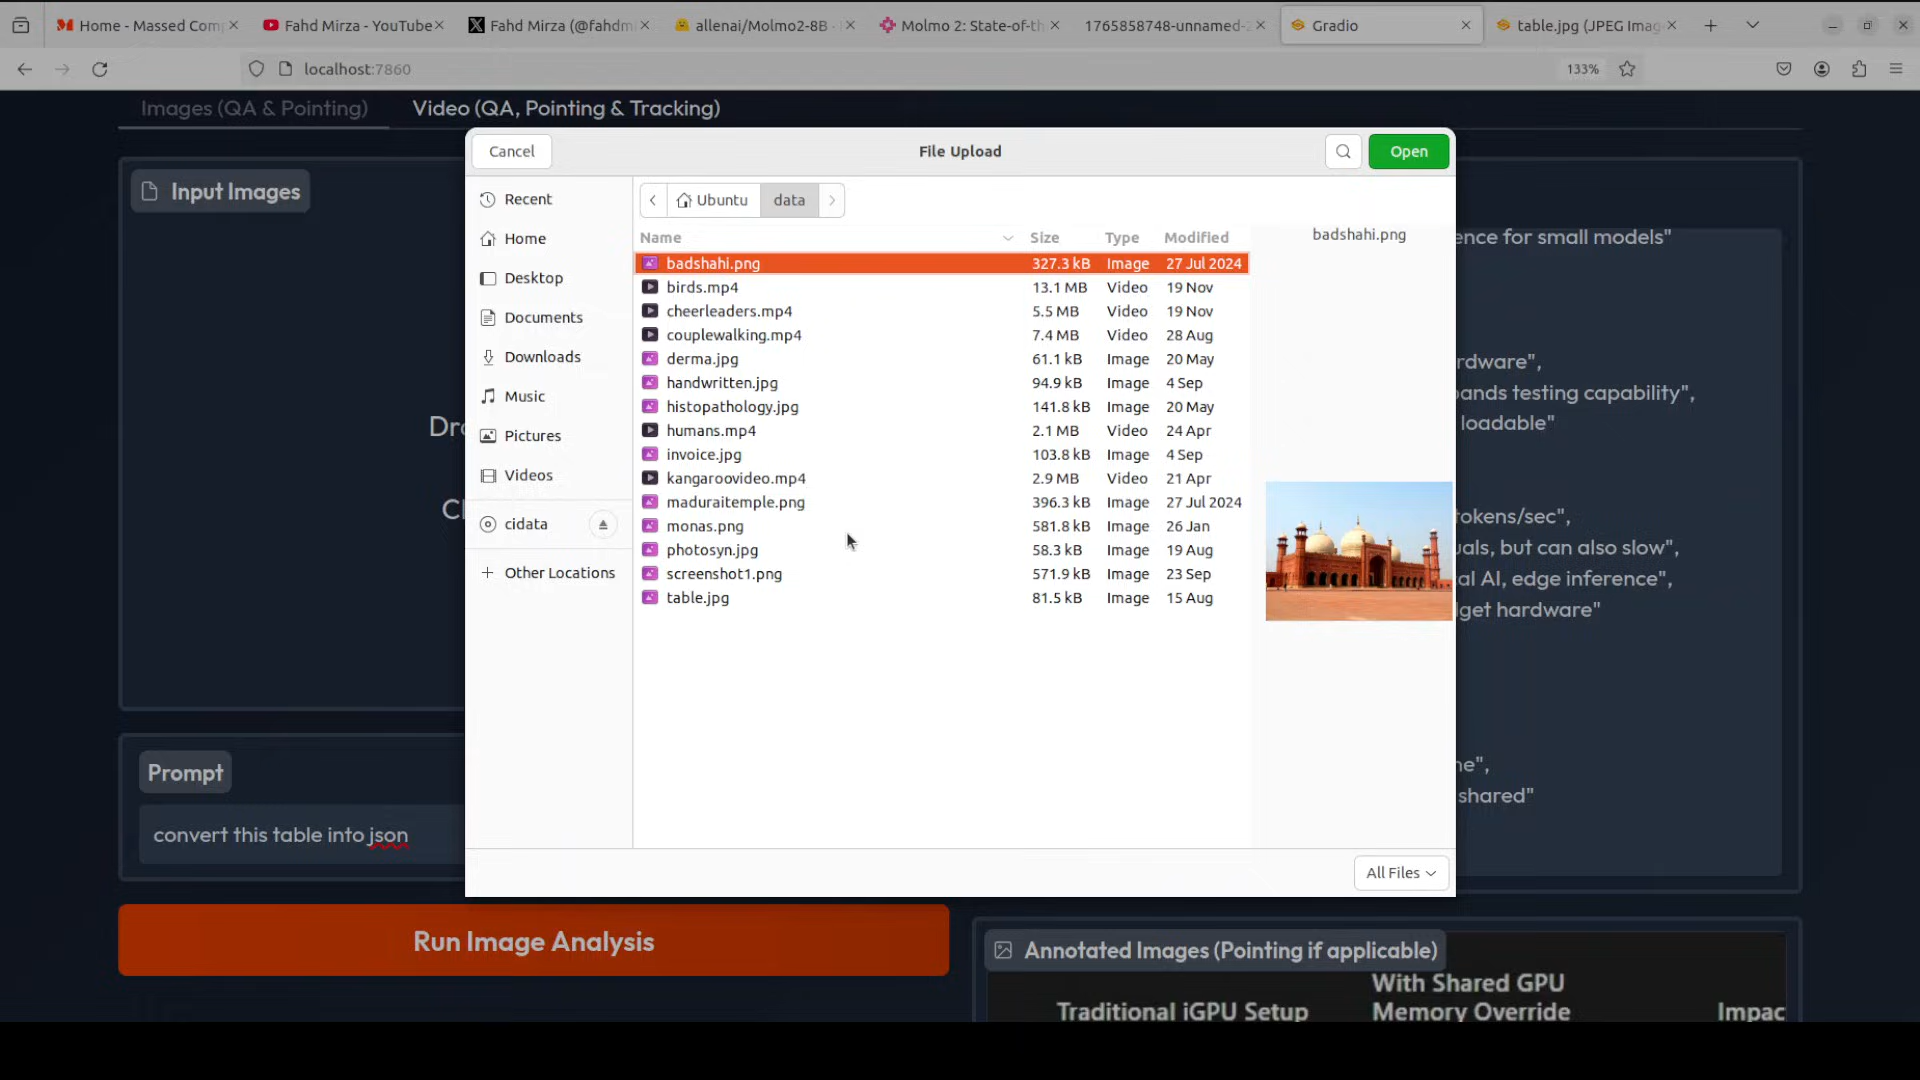 Home - Massed Comp
Fahd Mirza - YouTube
Fahd Mirza (@fahdm
allenai/Molmo2-8B
Molmo 2: State-of-th
1765858748-unnamed-
Gradio
table.jpg (JPEG Imag
localhost:7860
133%
Images (QA & Pointing)
Video (QA, Pointing & Tracking)
Input Images
Cancel
File Upload
Open
Recent
Home
Desktop
Documents
Downloads
Music
Pictures
Videos
cidata
Other Locations
Ubuntu
data
Name Size Type Modified
badshahi.png 327.3 kB Image 27 Jul 2024
birds.mp4 13.1 MB Video 19 Nov
cheerleaders.mp4 5.5 MB Video 19 Nov
couplewalking.mp4 7.4 MB Video 28 Aug
derma.jpg 61.1 kB Image 20 May
handwritten.jpg 94.9 kB Image 4 Sep
histopathology.jpg 141.8 kB Image 20 May
humans.mp4 2.1 MB Video 24 Apr
invoice.jpg 103.8 kB Image 4 Sep
kangaroovideo.mp4 2.9 MB Video 21 Apr
maduraitemple.png 396.3 kB Image 27 Jul 2024
monas.png 581.8 kB Image 26 Jan
photosyn.jpg 58.3 kB Image 19 Aug
screenshot1.png 571.9 kB Image 23 Sep
table.jpg 81.5 kB Image 15 Aug
badshahi.png
All Files
ence for small models"
rdware",
ands testing capability",
loadable"
tokens/sec",
uals, but can also slow",
al AI, edge inference",
dget hardware"
ne",
shared"
Prompt
convert this table into json
Run Image Analysis
Annotated Images (Pointing if applicable)
With Shared GPU
Traditional iGPU Setup Memory Override Impac